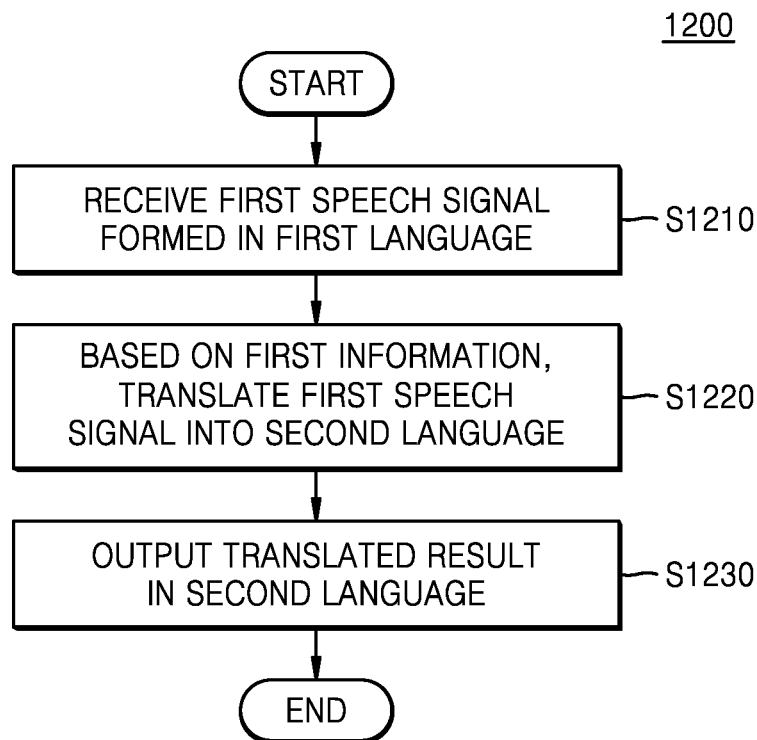 1200
START
RECEIVE FIRST SPEECH SIGNAL
FORMED IN FIRST LANGUAGE
S1210
BASED ON FIRST INFORMATION,
TRANSLATE FIRST SPEECH
SIGNAL INTO SECOND LANGUAGE
S1220
OUTPUT TRANSLATED RESULT
IN SECOND LANGUAGE
S1230
END